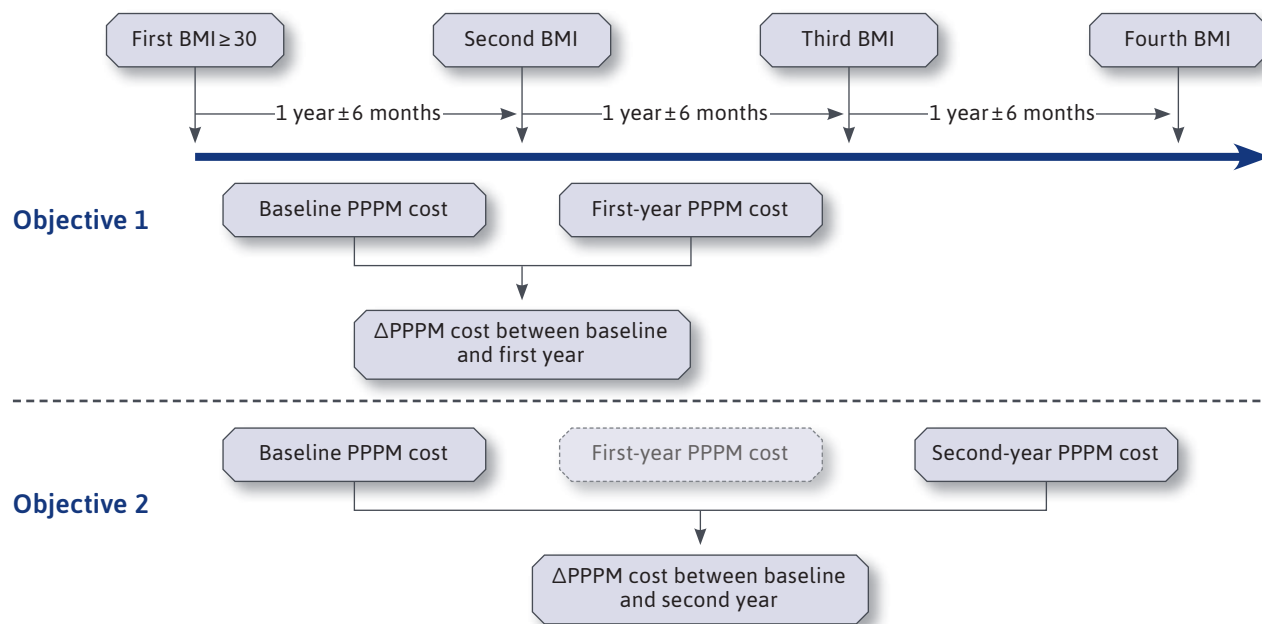 First BMI≥30
Second BMI
Third BMI
Fourth BMI
1 year±6 months
1 year±6 months
1 year±6 months
Objective 1
Baseline PPPM cost
First-year PPPM cost
ΔPPPM cost between baseline
and first year
Objective 2
Baseline PPPM cost
First-year PPPM cost
Second-year PPPM cost
ΔPPPM cost between baseline
and second year